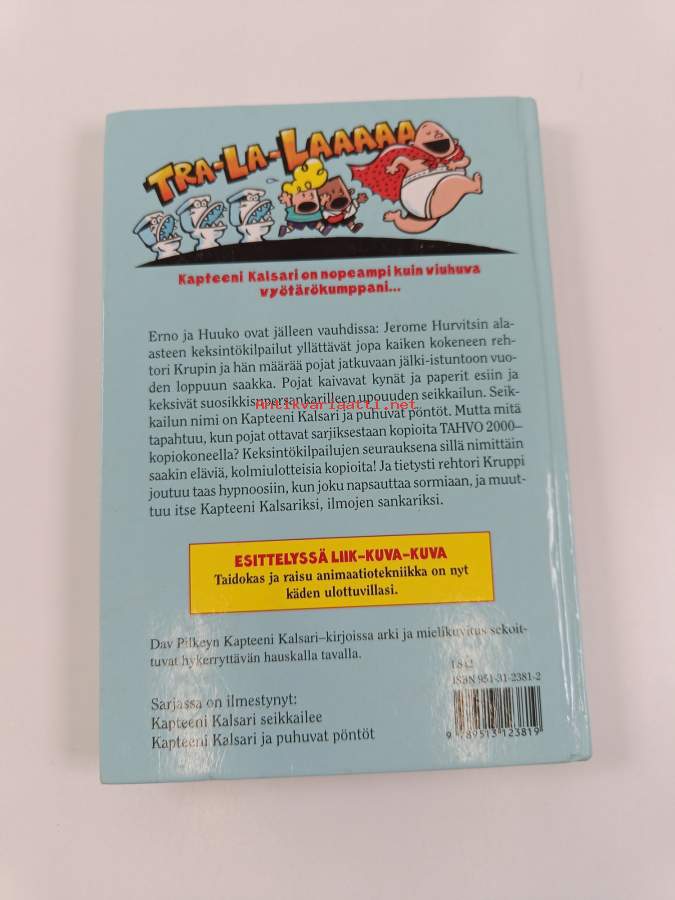 TRA-LA-LAAAAA
Kapteeni Kalsari on nopeampi kuin viuhuva
vyötärökumppani...
Erno ja Huuko ovat jälleen vauhdissa: Jerome Hurvitsin ala-
asteen keksintökilpailut yllättävät jopa kaiken kokeneen reh-
tori Krupin ja hän määrää pojat jatkuvaan jälki-istuntoon vuo-
den loppuun saakka. Pojat kaivavat kynät ja paperit esiin ja
keksivät suosikkisupersankarilleen upouuden seikkailun. Seik-
Antikvariaatti.net
kailun nimi on Kapteeni Kalsari ja puhuvat pöntöt. Mutta mitä
tapahtuu, kun pojat ottavat sarjiksestaan kopioita TAHVO 2000–
kopiokoneella? Keksintökilpailujen seurauksena sillä nimittäin
saakin eläviä, kolmiulotteisia kopioita! Ja tietysti rehtori Kruppi
joutuu taas hypnoosiin, kun joku napsauttaa sormiaan, ja muut-
tuu itse Kapteeni Kalsariksi, ilmojen sankariksi.
ESITTELYSSÄ LIIK-KUVA-KUVA
Taidokas ja raisu animaatiotekniikka on nyt
käden ulottuvillasi.
Dav Pilkeyn Kapteeni Kalsari–kirjoissa arki ja mielikuvitus sekoit-
tuvat hykerryttävän hauskalla tavalla.
Sarjassa on ilmestynyt:
Kapteeni Kalsari seikkailee
Kapteeni Kalsari ja puhuvat pöntöt
ISBN 951-31-2381-2
9 789513 123819